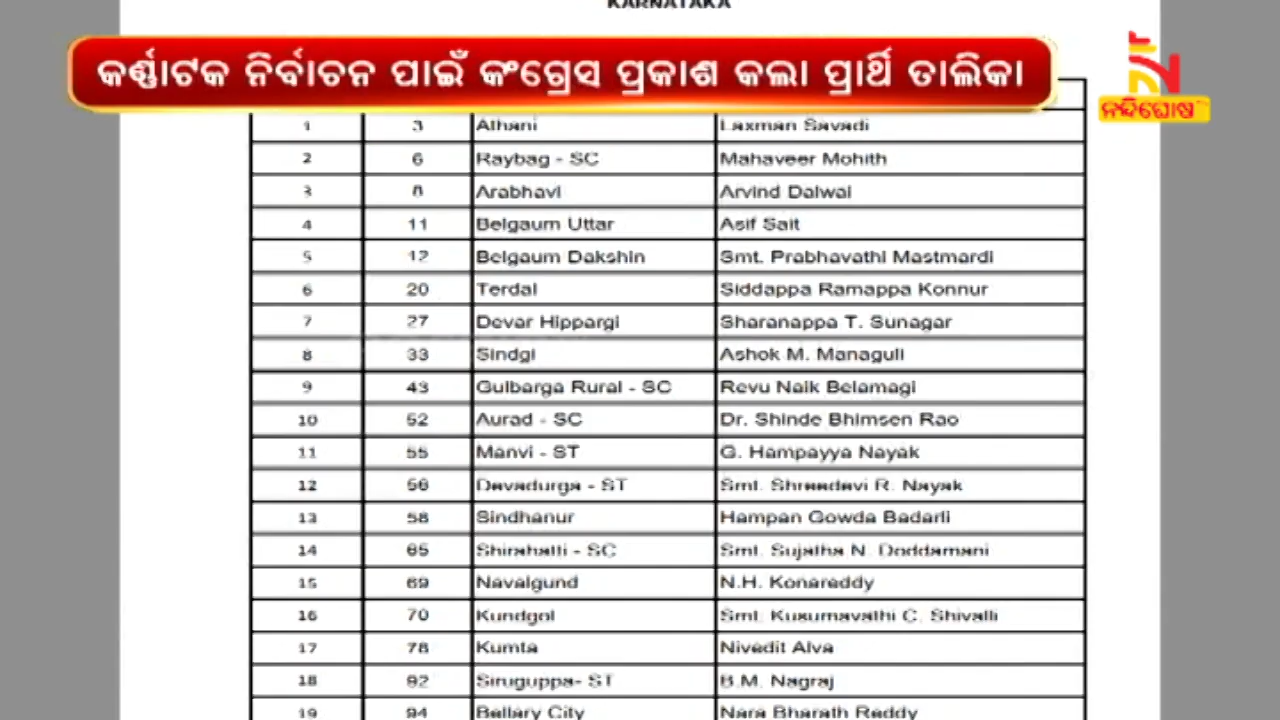 KARNATAKA
କର୍ଣ୍ଣାଟକ ନିର୍ବାଚନ ପାଇଁ କଂଗ୍ରେସ ପ୍ରକାଶ କଲା ପ୍ରାର୍ଥି ତାଲିକା
ନନ୍ଦିଘୋଷ
1 3 Athani Laxman Savadi
2 6 Raybag - SC Mahaveer Mohith
3 8 Arabhavi Arvind Dalwai
4 11 Belgaum Uttar Asif Sait
5 12 Belgaum Dakshin Smt. Prabhavathi Mastmardi
6 20 Terdal Siddappa Ramappa Konnur
7 27 Devar Hippargi Sharanappa T. Sunagar
8 33 Sindgi Ashok M. Managuli
9 43 Gulbarga Rural - SC Revu Naik Belamagi
10 52 Aurad - SC Dr. Shinde Bhimsen Rao
11 55 Manvi - ST G. Hampayya Nayak
12 56 Devadurga - ST Smt. Shreedevi R. Nayak
13 58 Sindhanur Hampan Gowda Badarli
14 65 Shirahatti - SC Smt. Sujatha N. Doddamani
15 69 Navalgund N.H. Konareddy
16 70 Kundgol Smt. Kusumavathi C. Shivalli
17 78 Kumta Nivedit Alva
18 92 Siruguppa- ST B.M. Nagraj
19 94 Bellary City Nara Bharath Reddy